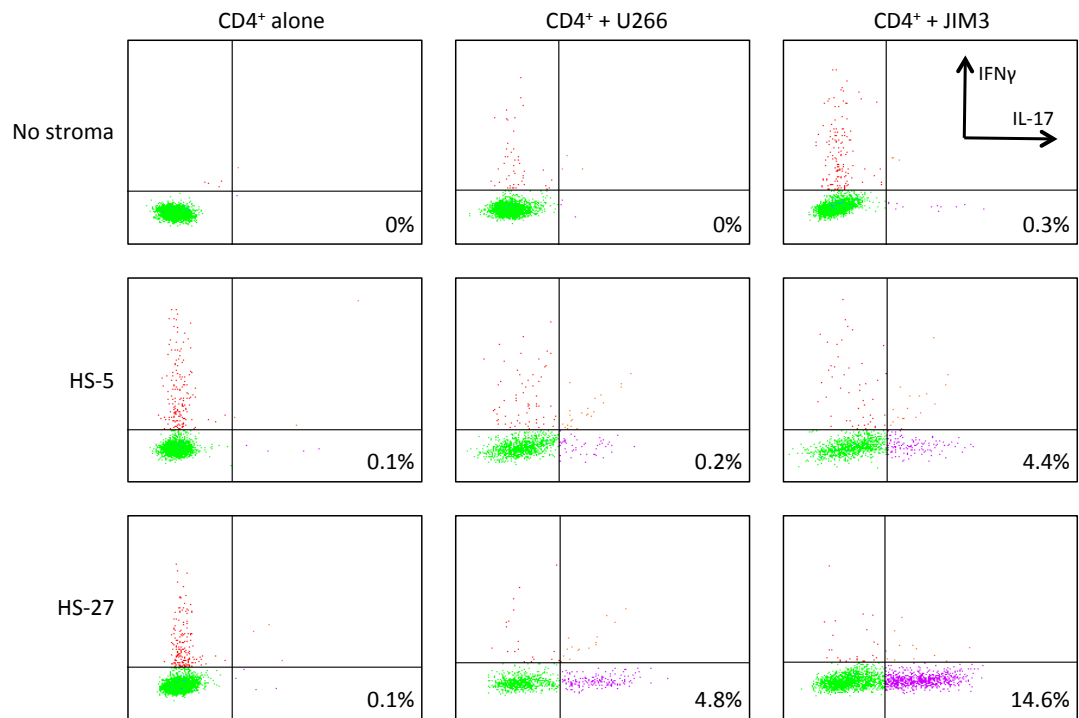 CD4⁺ alone
CD4⁺ + U266
CD4⁺ + JIM3
No stroma
IFNγ
IL-17
0%
0%
0.3%
HS-5
0.1%
0.2%
4.4%
HS-27
0.1%
4.8%
14.6%